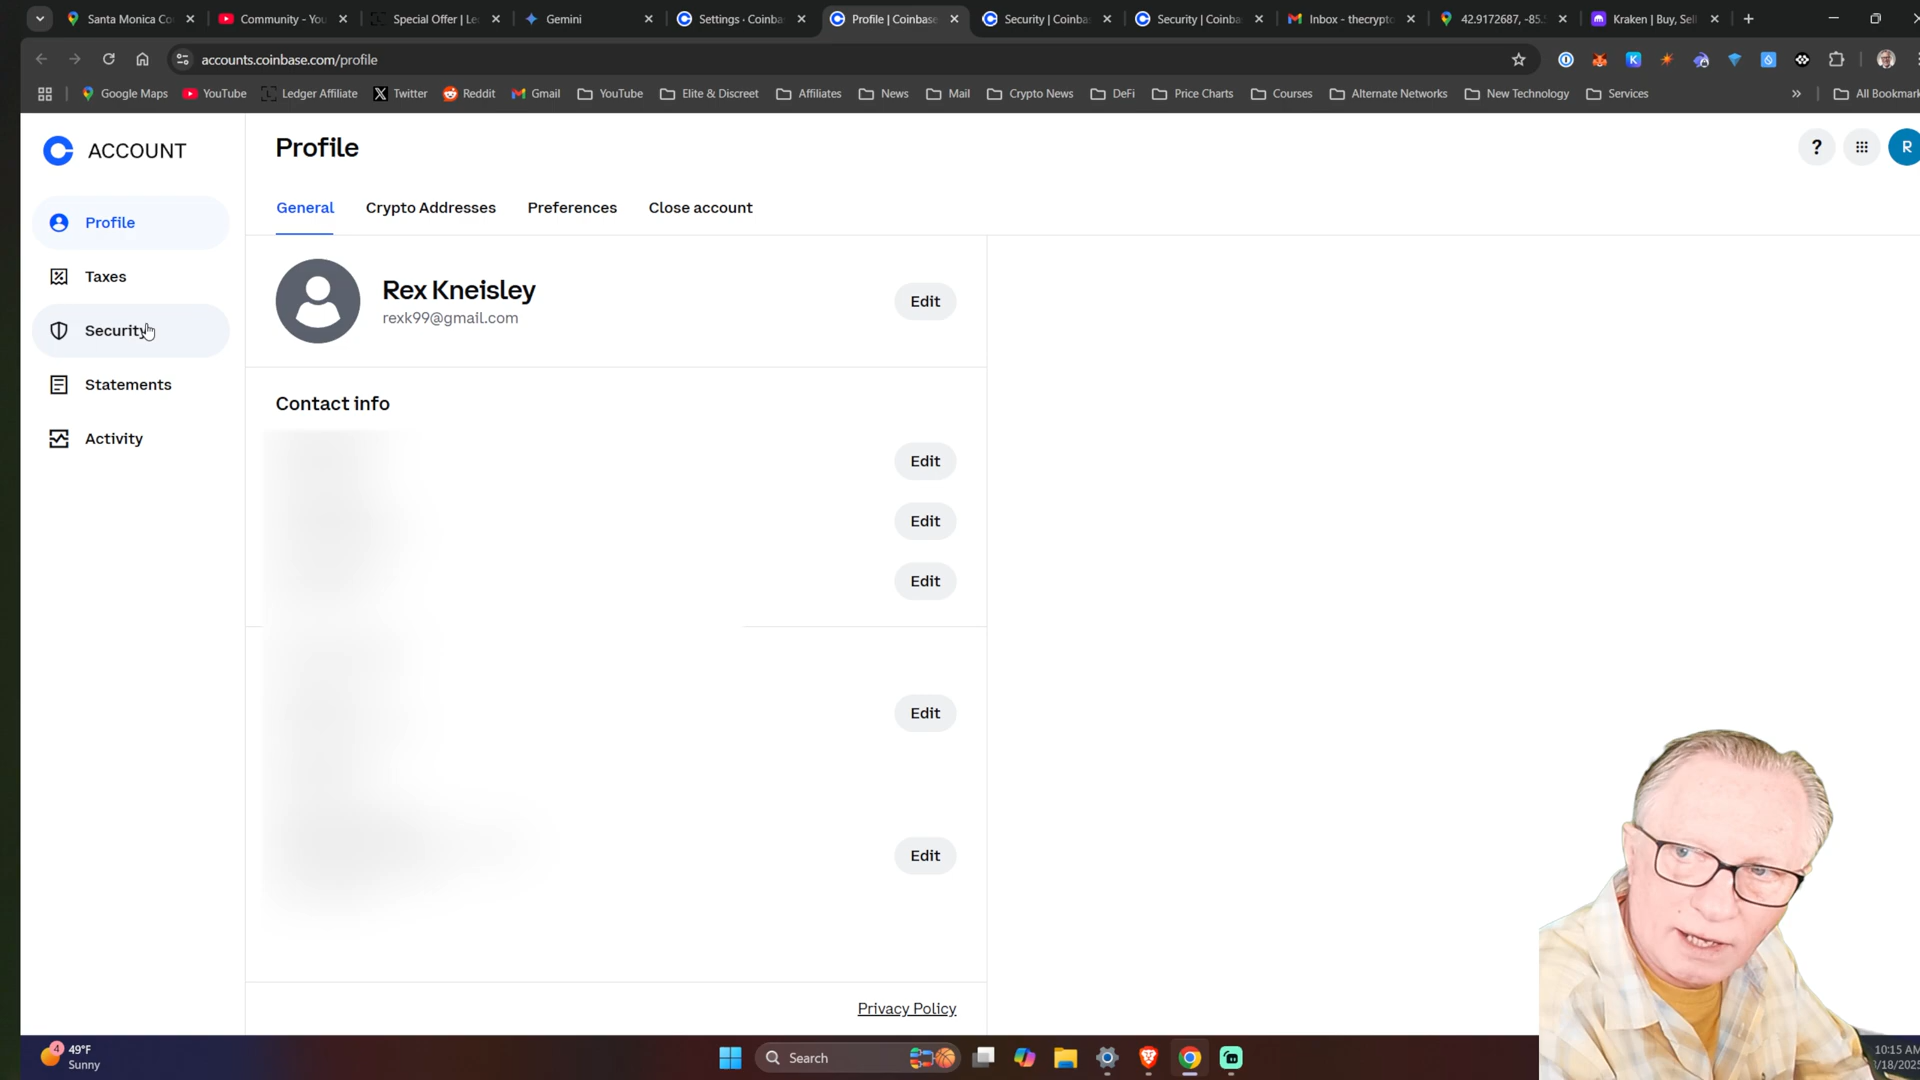 Santa Monica Co
Community - You
Special Offer | Le
Gemini
Settings - Coinba
Profile | Coinbase
Security | Coinba
Security | Coinba
Inbox - thecrypto
42.9172687, -85.
Kraken | Buy, Sel
accounts.coinbase.com/profile
Google Maps
YouTube
Ledger Affiliate
Twitter
Reddit
Gmail
YouTube
Elite & Discreet
Affiliates
News
Mail
Crypto News
DeFi
Price Charts
Courses
Alternate Networks
New Technology
Services
»
All Bookmark
ACCOUNT
Profile
?
R
General
Crypto Addresses
Preferences
Close account
Profile
Taxes
Security
Statements
Activity
Rex Kneisley
rexk99@gmail.com
Edit
Contact info
Edit
Edit
Edit
Edit
Edit
Privacy Policy
4
49°F
Sunny
Search
10:15 AM
/18/202